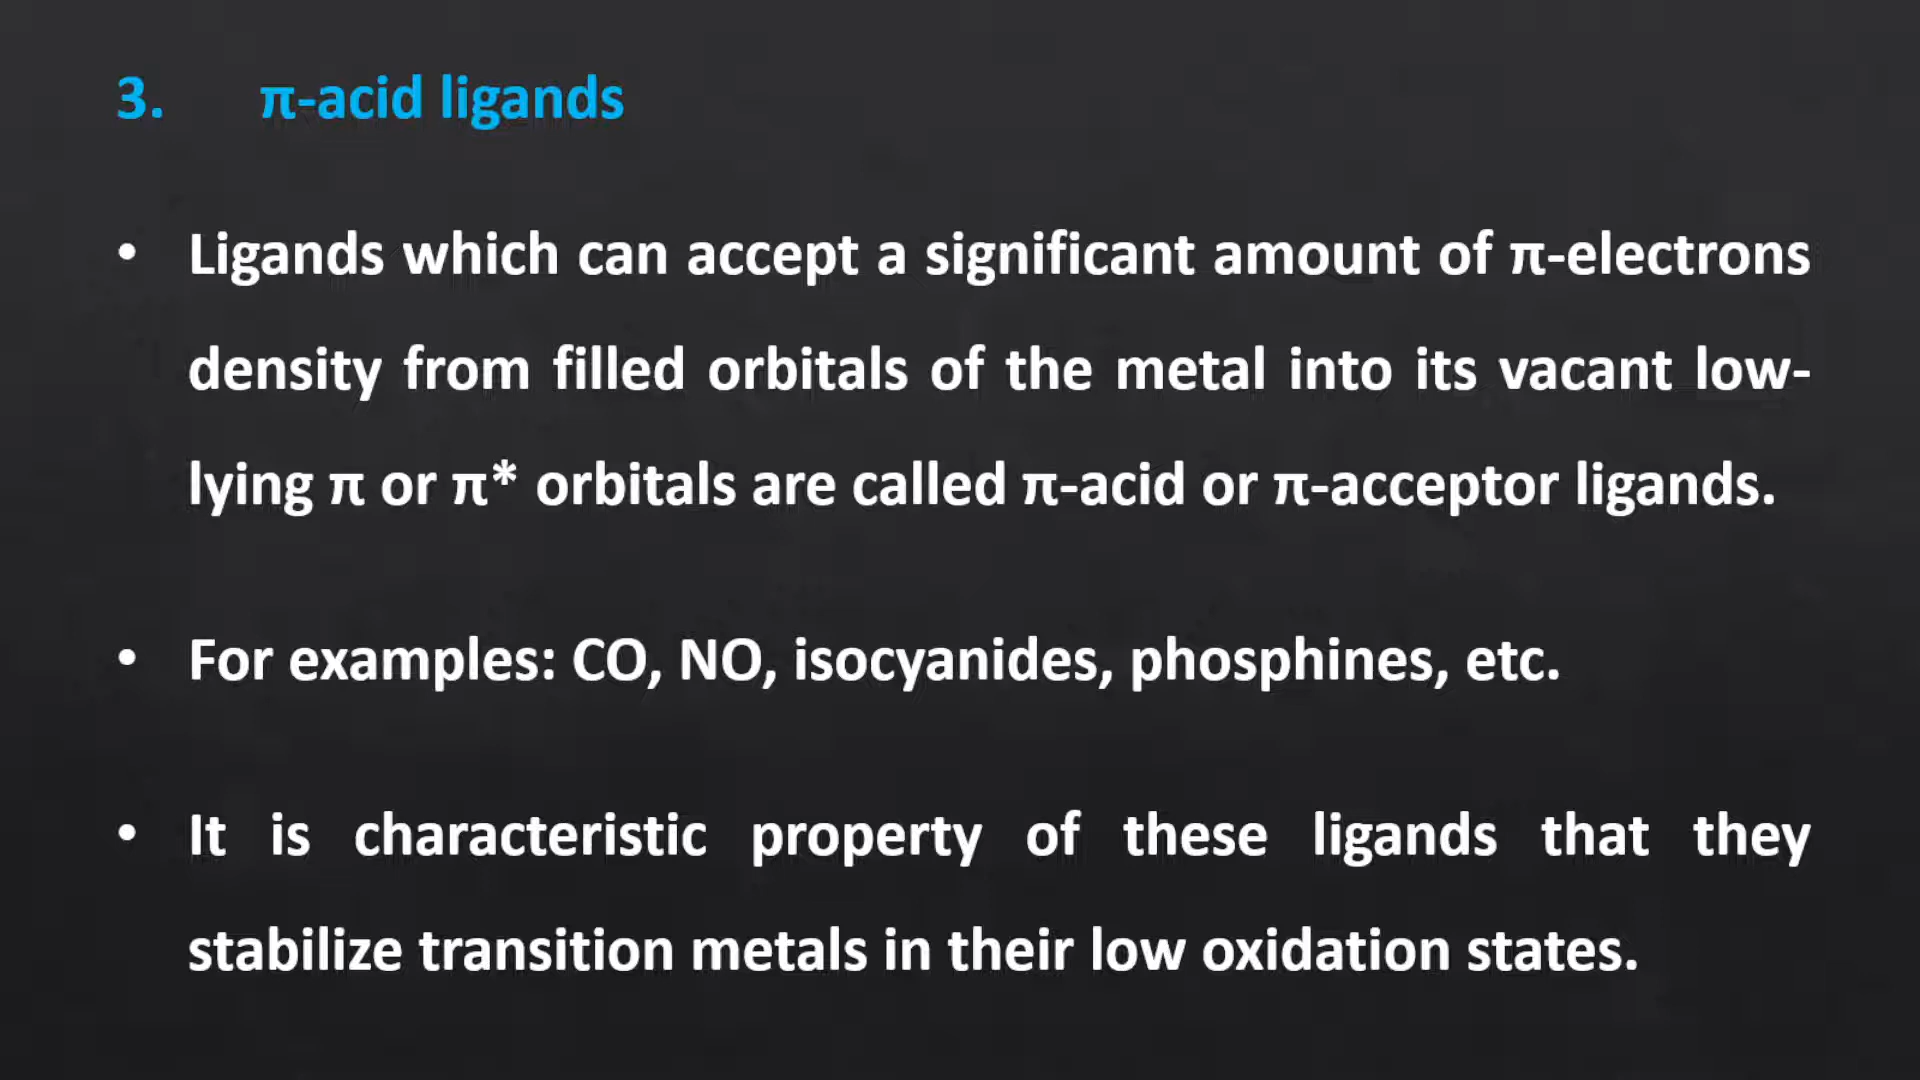 3. π-acid ligands
• Ligands which can accept a significant amount of π-electrons
density from filled orbitals of the metal into its vacant low-
lying π or π* orbitals are called π-acid or π-acceptor ligands.
• For examples: CO, NO, isocyanides, phosphines, etc.
• It is characteristic property of these ligands that they
stabilize transition metals in their low oxidation states.